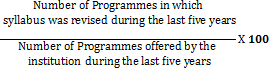 Number of Programmes in which
syllabus was revised during the last five years
X 100
Number of Programmes offered by the
institution during the last five years